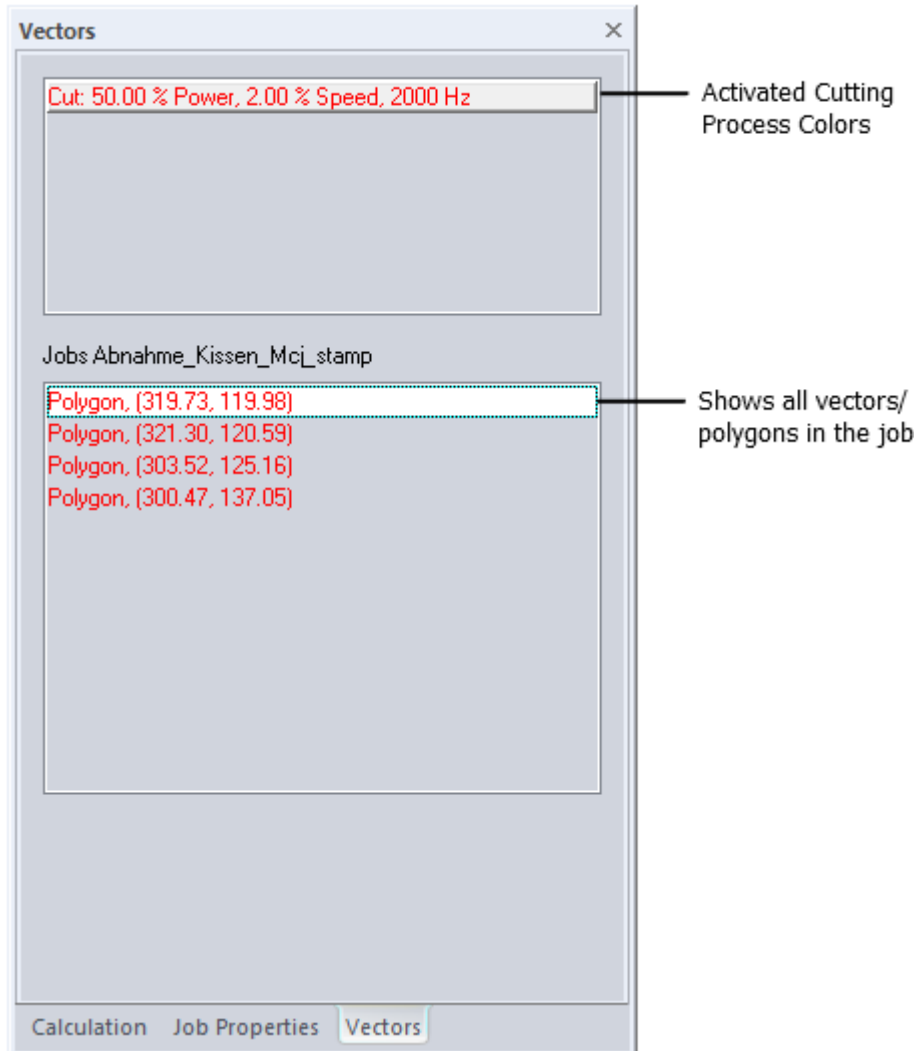 Vectors
Cut: 50.00 % Power, 2.00 % Speed, 2000 Hz
Activated Cutting
Process Colors
Jobs Abnahme_Kissen_Mcj_stamp
Polygon, (319.73, 119.98)
Shows all vectors/
polygons in the job
Polygon, (321.30, 120.59)
Polygon, (303.52, 125.16)
Polygon, (300.47, 137.05)
Calculation Job Properties Vectors